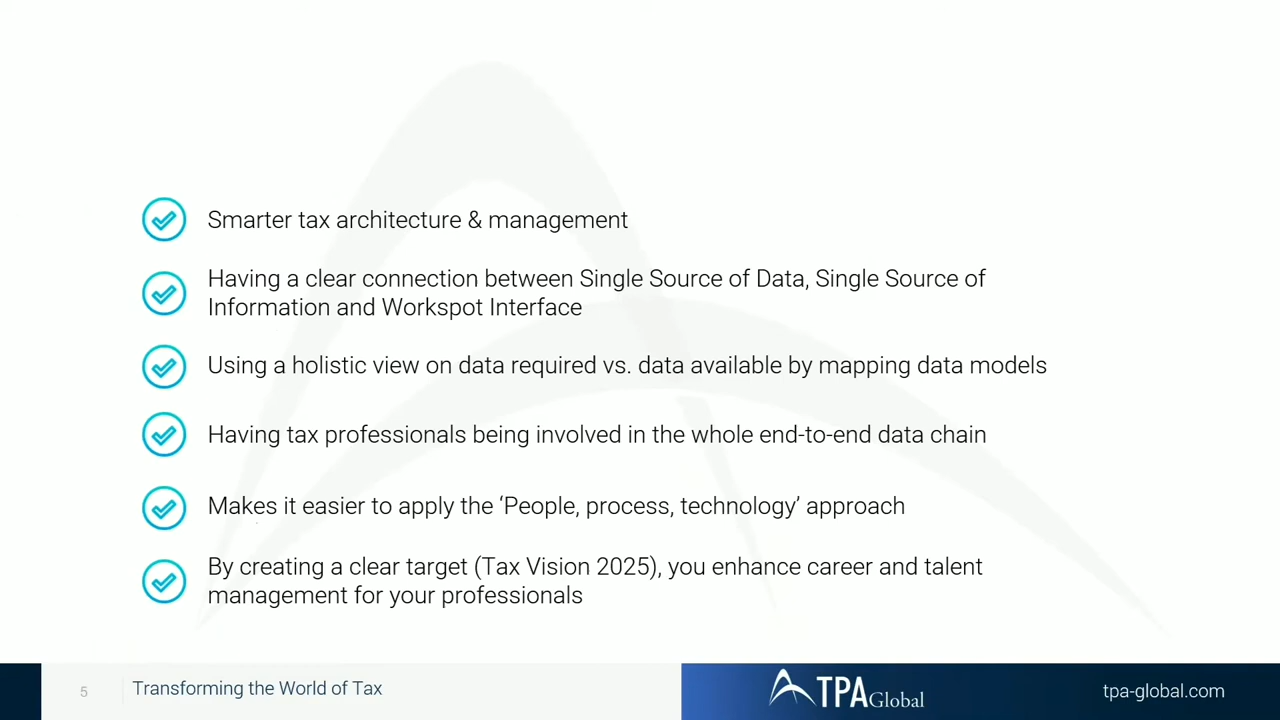 Smarter tax architecture & management
Having a clear connection between Single Source of Data, Single Source of
Information and Workspot Interface
Using a holistic view on data required vs. data available by mapping data models
Having tax professionals being involved in the whole end-to-end data chain
Makes it easier to apply the ‘People, process, technology’ approach
By creating a clear target (Tax Vision 2025), you enhance career and talent
management for your professionals
5
Transforming the World of Tax
TPA Global
tpa-global.com